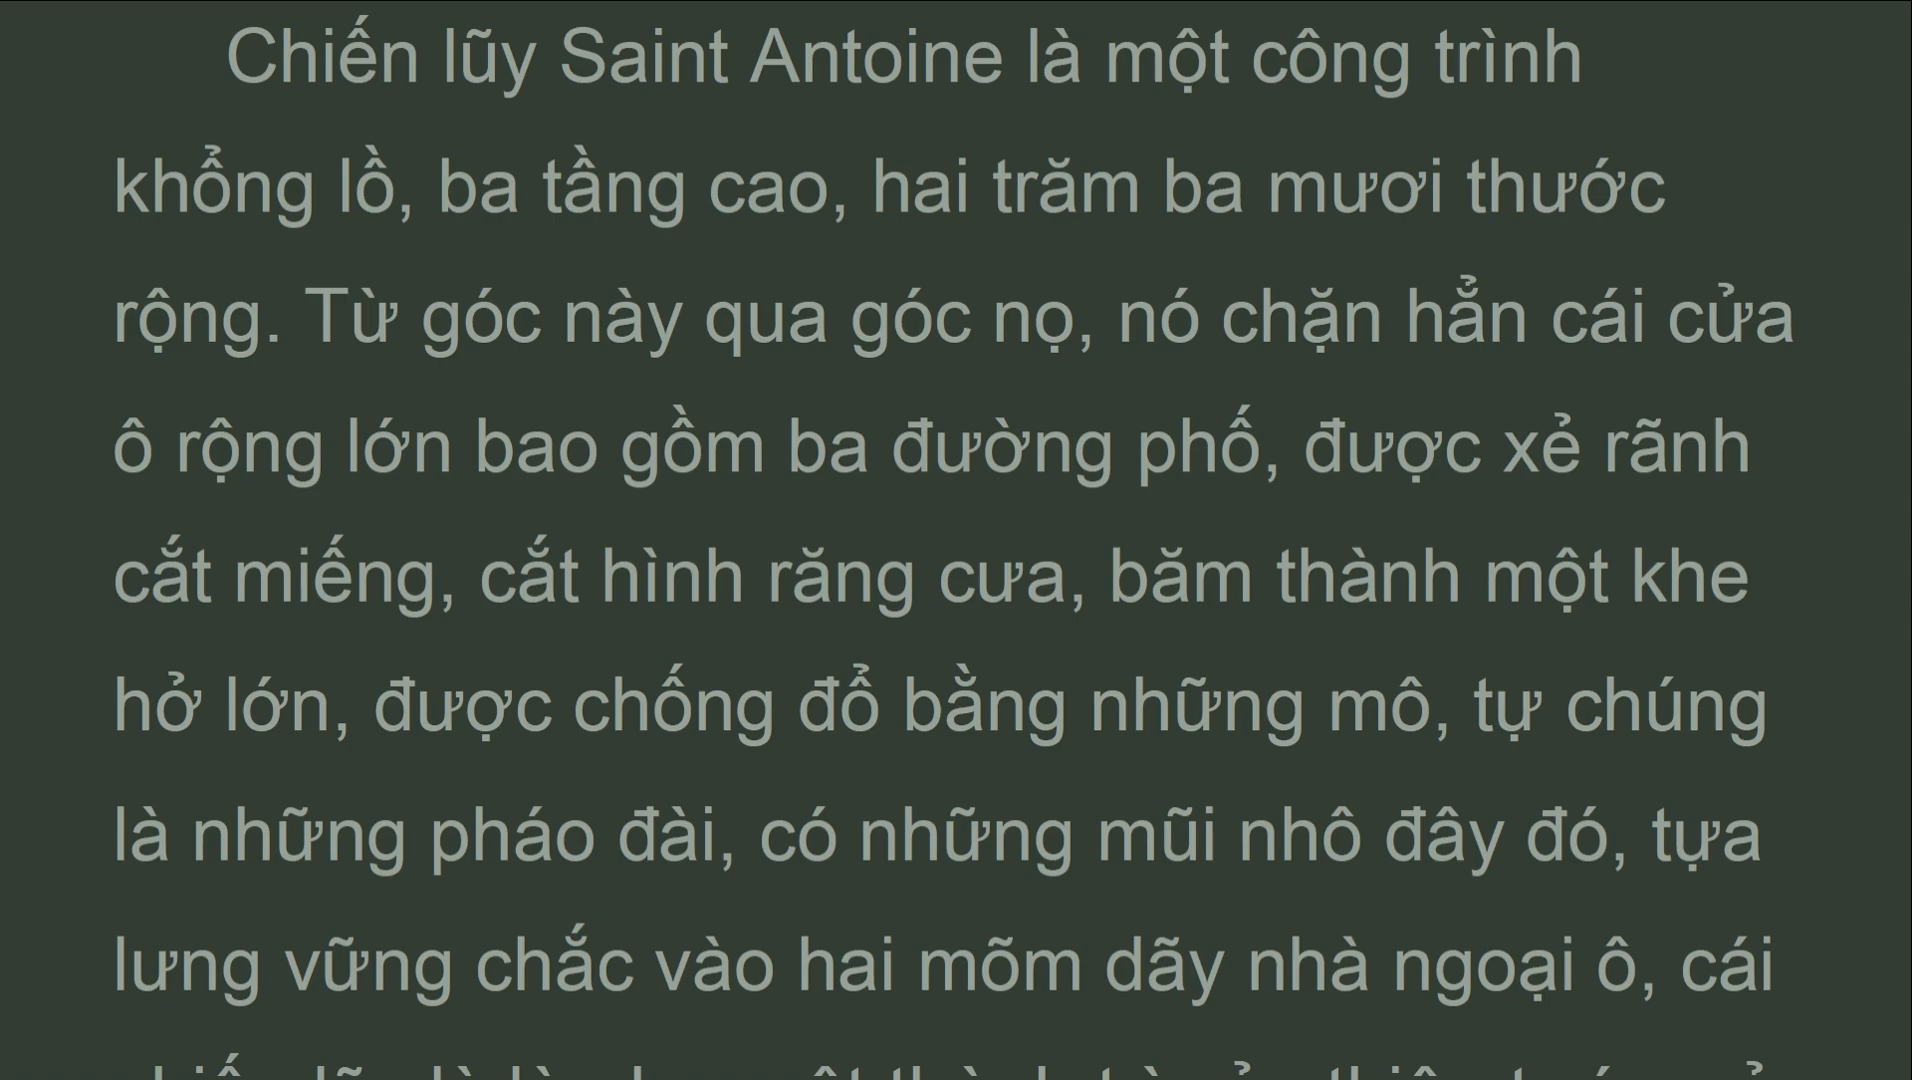 Chiến lũy Saint Antoine là một công trình
khổng lồ, ba tầng cao, hai trăm ba mươi thước
rộng. Từ góc này qua góc nọ, nó chặn hẳn cái cửa
ô rộng lớn bao gồm ba đường phố, được xẻ rãnh
cắt miếng, cắt hình răng cưa, băm thành một khe
hở lớn, được chống đổ bằng những mô, tự chúng
là những pháo đài, có những mũi nhô đây đó, tựa
lưng vững chắc vào hai mõm dãy nhà ngoại ô, cái